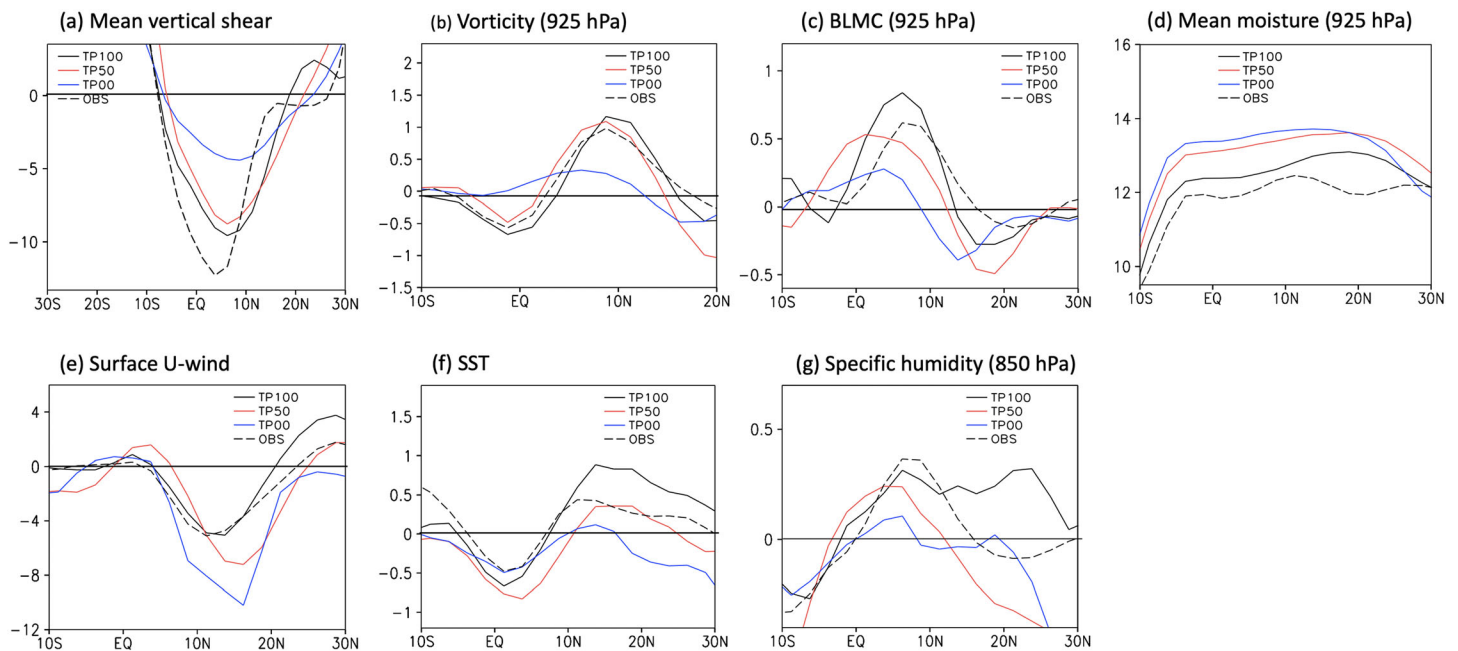 (a) Mean vertical shear
TP100
TP50
TP00
OBS
0
−5
−10
30S 20S 10S EQ 10N 20N 30N
(b) Vorticity (925 hPa)
TP100
TP50
TP00
OBS
2
1.5
1
0.5
0
−0.5
−1
−1.5
10S EQ 10N 20N
(c) BLMC (925 hPa)
TP100
TP50
TP00
OBS
1
0.5
0
−0.5
10S EQ 10N 20N 30N
(d) Mean moisture (925 hPa)
TP100
TP50
TP00
OBS
16
14
12
10
10S EQ 10N 20N 30N
(e) Surface U-wind
TP100
TP50
TP00
OBS
4
0
−4
−8
−12
10S EQ 10N 20N 30N
(f) SST
TP100
TP50
TP00
OBS
1.5
1
0.5
0
−0.5
−1
10S EQ 10N 20N 30N
(g) Specific humidity (850 hPa)
TP100
TP50
TP00
OBS
0.5
0
10S EQ 10N 20N 30N